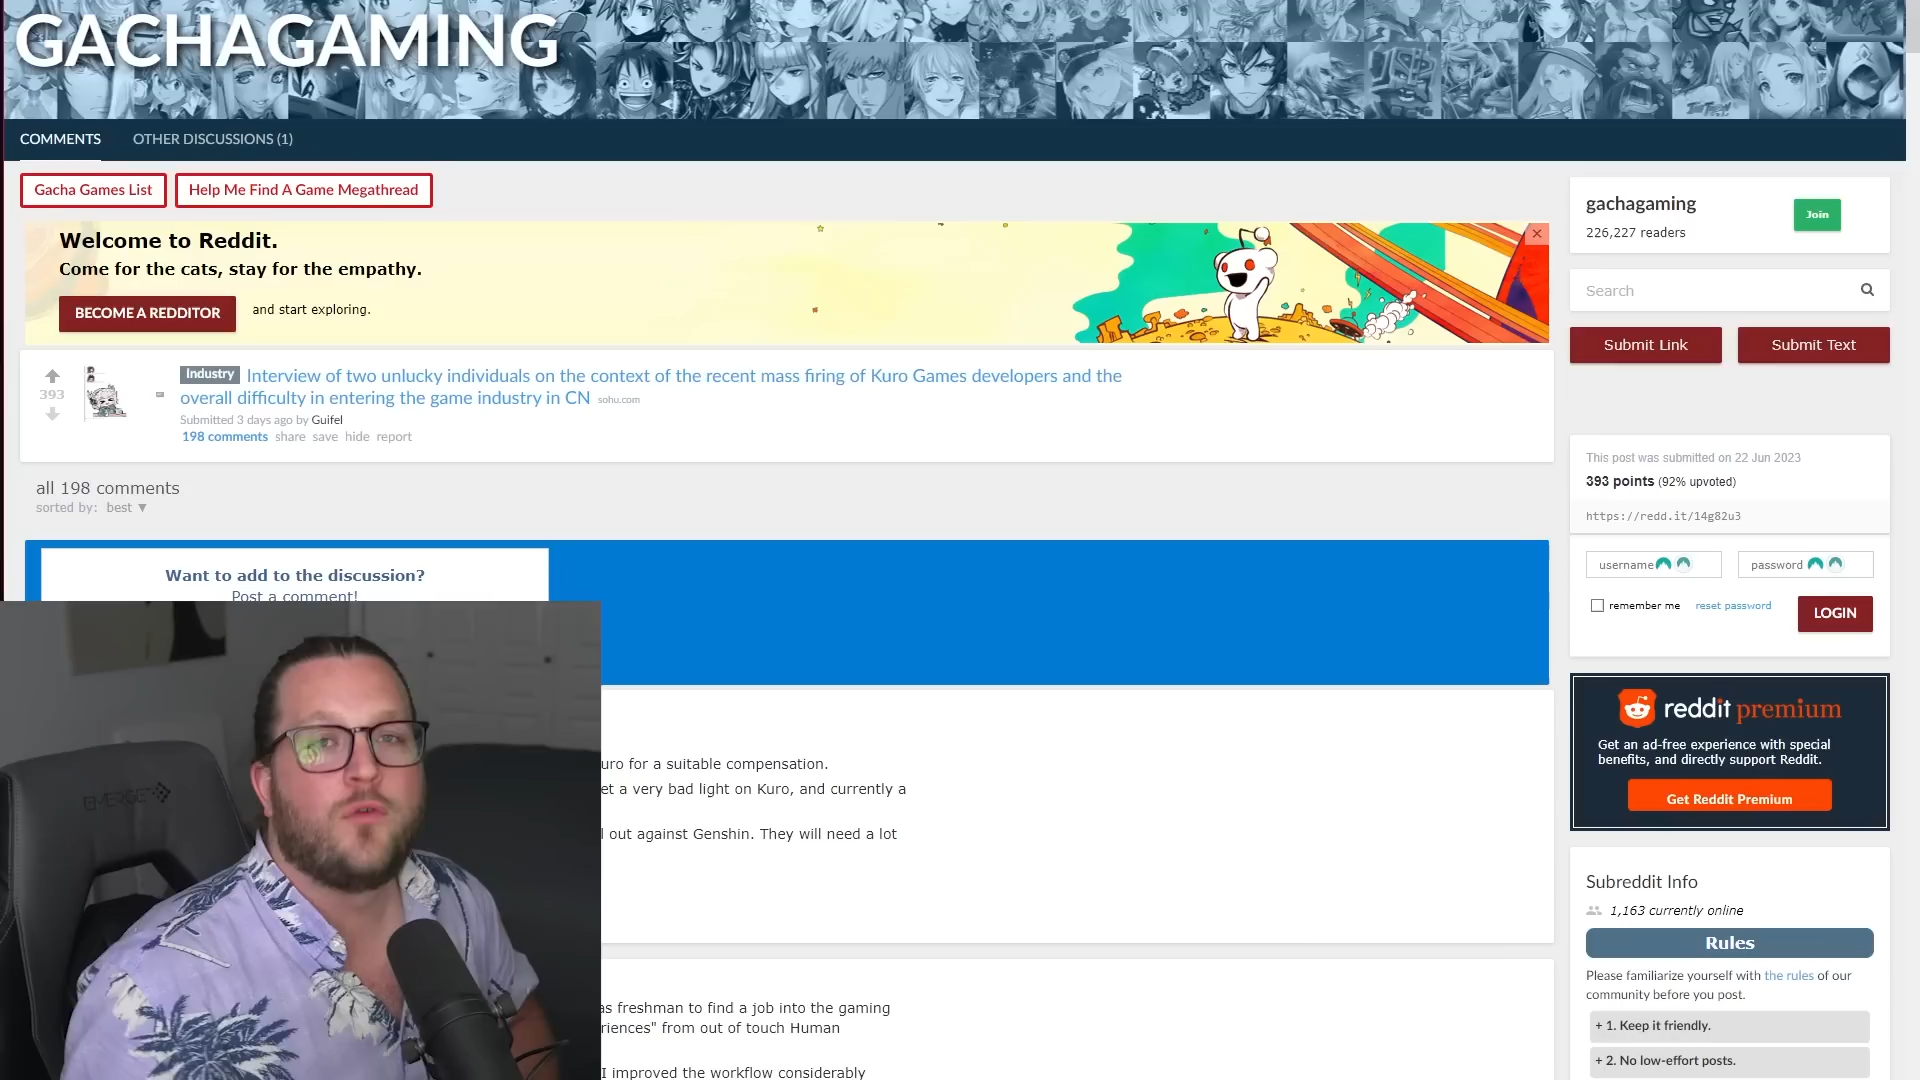 GACHAGAMING
COMMENTS
OTHER DISCUSSIONS (1)
Gacha Games List
Help Me Find A Game Megathread
Welcome to Reddit.
Come for the cats, stay for the empathy.
BECOME A REDDITOR and start exploring.
393
Industry Interview of two unlucky individuals on the context of the recent mass firing of Kuro Games developers and the
overall difficulty in entering the game industry in CN sohu.com
Submitted 3 days ago by Guifel
198 comments share save hide report
all 198 comments
sorted by: best ▼
Want to add to the discussion?
Post a comment!
uro for a suitable compensation.
et a very bad light on Kuro, and currently a
out against Genshin. They will need a lot
as freshman to find a job into the gaming
riences" from out of touch Human
I improved the workflow considerably
gachagaming
Join
226,227 readers
Search
Submit Link
Submit Text
This post was submitted on 22 Jun 2023
393 points (92% upvoted)
https://redd.it/14g82u3
username
password
remember me
reset password
LOGIN
reddit premium
Get an ad-free experience with special
benefits, and directly support Reddit.
Get Reddit Premium
Subreddit Info
1,163 currently online
Rules
Please familiarize yourself with the rules of our
community before you post.
+ 1. Keep it friendly.
+ 2. No low-effort posts.